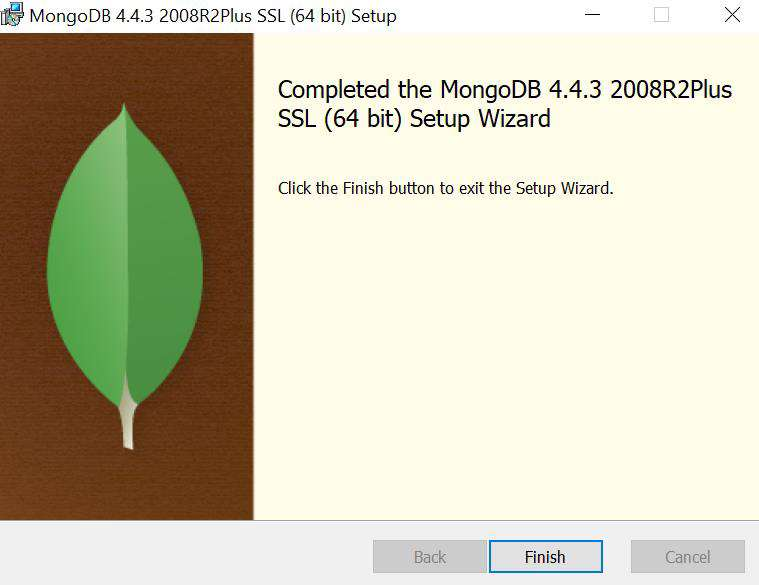 MongoDB 4.4.3 2008R2Plus SSL (64 bit) Setup
Completed the MongoDB 4.4.3 2008R2Plus
SSL (64 bit) Setup Wizard
Click the Finish button to exit the Setup Wizard.
Back
Finish
Cancel